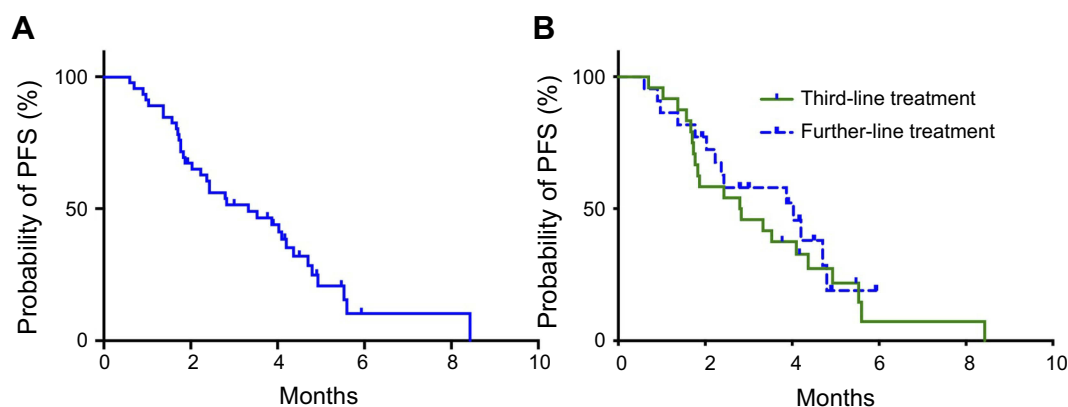 A
Probability of PFS (%)
100
50
0
0 2 4 6 8 10
Months
B
Probability of PFS (%)
100
50
0
0 2 4 6 8 10
Months
Third-line treatment
Further-line treatment